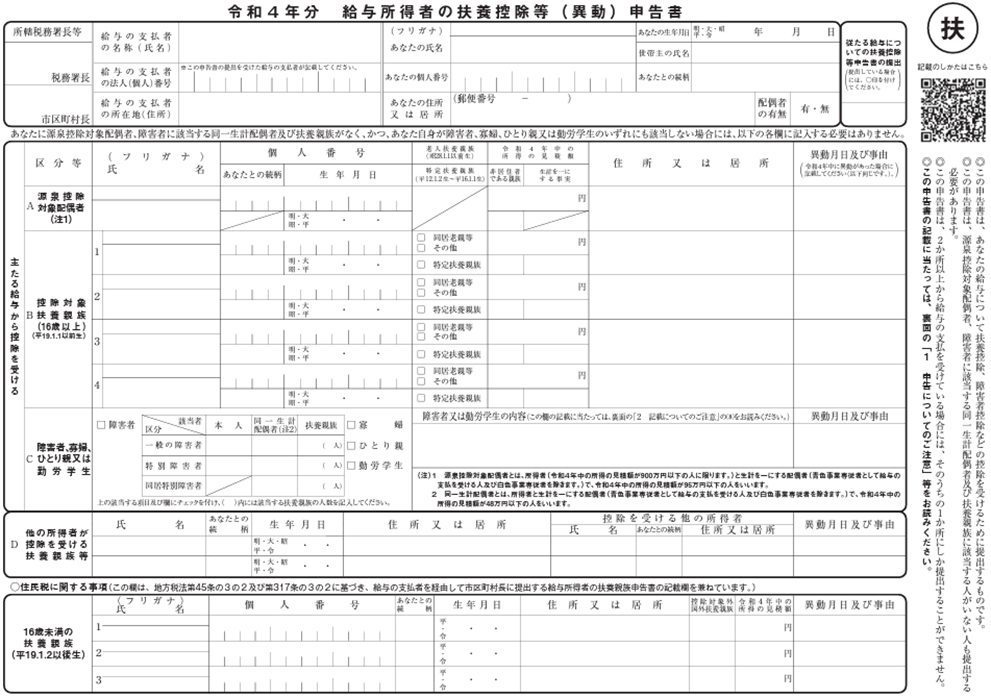 令和4年分　給与所得者の扶養控除等（異動）申告書
扶
記載のしかたはこちら
所轄税務署長等
税務署長
市区町村長
給与の支払者の名称（氏名）
給与の支払者の法人（個人）番号
※この申告書の提出を受けた給与の支払者が記載してください。
給与の支払者の所在地（住所）
（フリガナ）
あなたの氏名
あなたの個人番号
あなたの住所又は居所
（郵便番号　－　）
あなたの生年月日
明・大・昭
平・令
年　月　日
世帯主の氏名
あなたとの続柄
配偶者の有無
有・無
従たる給与についての扶養控除等申告書の提出
（提出している場合には、○印を付けてください。）
あなたに源泉控除対象配偶者、障害者に該当する同一生計配偶者及び扶養親族がなく、かつ、あなた自身が障害者、寡婦、ひとり親又は勤労学生のいずれにも該当しない場合には、以下の各欄に記入する必要はありません。
主たる給与から控除を受ける
区分等
（フリガナ）
氏　名
個人番号
あなたとの続柄
生年月日
老人扶養親族
（昭28.1.1以前生）
特定扶養親族
（平12.1.2生～平16.1.1生）
令和4年中の所得の見積額
非居住者である親族
生計を一にする事実
住所又は居所
異動月日及び事由
（令和4年中に異動があった場合に記載してください（以下同じです。）。）
A
源泉控除対象配偶者（注1）
明・大
昭・平
円
B
控除対象扶養親族（16歳以上）
（平19.1.1以前生）
1
明・大
昭・平
・　・
□ 同居老親等
□ その他
□ 特定扶養親族
円
2
明・大
昭・平
・　・
□ 同居老親等
□ その他
□ 特定扶養親族
円
3
明・大
昭・平
・　・
□ 同居老親等
□ その他
□ 特定扶養親族
円
4
明・大
昭・平
・　・
□ 同居老親等
□ その他
□ 特定扶養親族
円
C
障害者、寡婦、ひとり親又は勤労学生
□ 障害者
区分
該当者
本人
同一生計配偶者（注2）
扶養親族
一般の障害者
（　人）
特別障害者
（　人）
同居特別障害者
（　人）
□ 寡婦
□ ひとり親
□ 勤労学生
上の該当する項目及び欄にチェックを付け、（　）内には該当する扶養親族の人数を記入してください。
障害者又は勤労学生の内容（この欄の記載に当たっては、裏面の「2　記載についてのご注意」の(8)をお読みください。）
異動月日及び事由
（注）1　源泉控除対象配偶者とは、所得者（令和4年中の所得の見積額が900万円以下の人に限ります。）と生計を一にする配偶者（青色事業専従者として給与の支払を受ける人及び白色事業専従者を除きます。）で、令和4年中の所得の見積額が95万円以下の人をいいます。
2　同一生計配偶者とは、所得者と生計を一にする配偶者（青色事業専従者として給与の支払を受ける人及び白色事業専従者を除きます。）で、令和4年中の所得の見積額が48万円以下の人をいいます。
D
他の所得者が控除を受ける扶養親族等
氏　名
あなたとの続柄
生年月日
住所又は居所
控除を受ける他の所得者
氏　名
あなたとの続柄
住所又は居所
異動月日及び事由
明・大・昭
平・令
・　・
明・大・昭
平・令
・　・
○住民税に関する事項（この欄は、地方税法第45条の3の2及び第317条の3の2に基づき、給与の支払者を経由して市区町村長に提出する給与所得者の扶養親族申告書の記載欄を兼ねています。）
16歳未満の扶養親族
（平19.1.2以後生）
（フリガナ）
氏　名
個人番号
あなたとの続柄
生年月日
住所又は居所
控除対象外国外扶養親族
令和4年中の所得の見積額
異動月日及び事由
1
平・令
・　・
円
2
平・令
・　・
円
3
平・令
・　・
円
◎この申告書は、あなたの給与について扶養控除、障害者控除などの控除を受けるために提出するものです。
◎この申告書は、源泉控除対象配偶者、障害者に該当する同一生計配偶者及び扶養親族に該当する人がいない人も提出する必要があります。
◎この申告書は、2か所以上から給与の支払を受けている場合には、そのうちの1か所にしか提出することができません。
◎この申告書の記載に当たっては、裏面の「1　申告についてのご注意」等をお読みください。